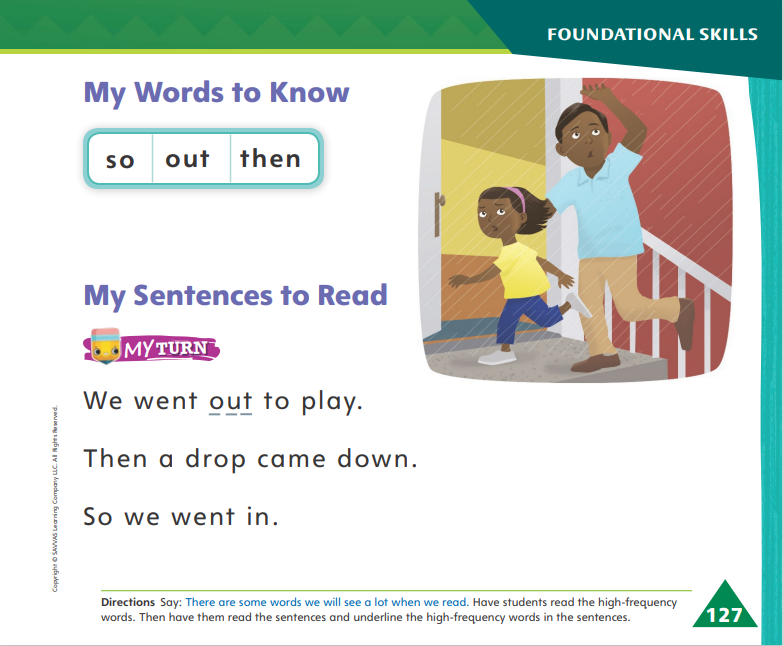 FOUNDATIONAL SKILLS
My Words to Know
so out then
My Sentences to Read
MY TURN
We went out to play.
Then a drop came down.
So we went in.
Copyright © SAVVAS Learning Company LLC. All Rights Reserved.
Directions Say: There are some words we will see a lot when we read. Have students read the high-frequency
words. Then have them read the sentences and underline the high-frequency words in the sentences.
127